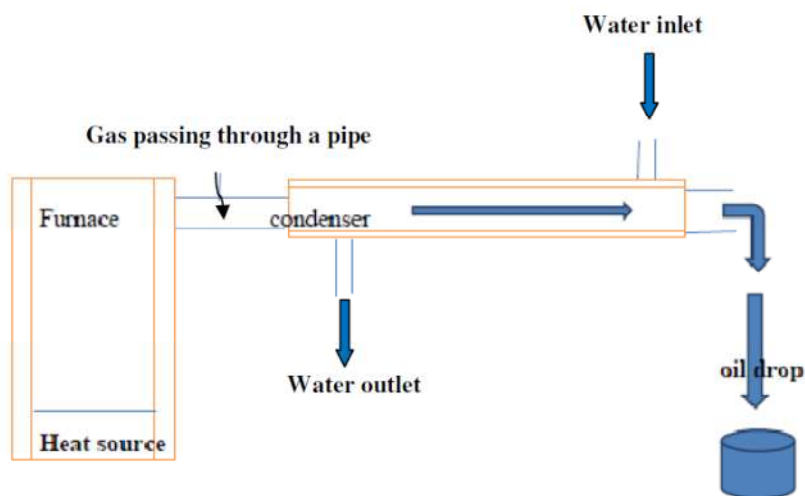 Water inlet
Gas passing through a pipe
Furnace
condenser
Water outlet
oil drop
Heat source